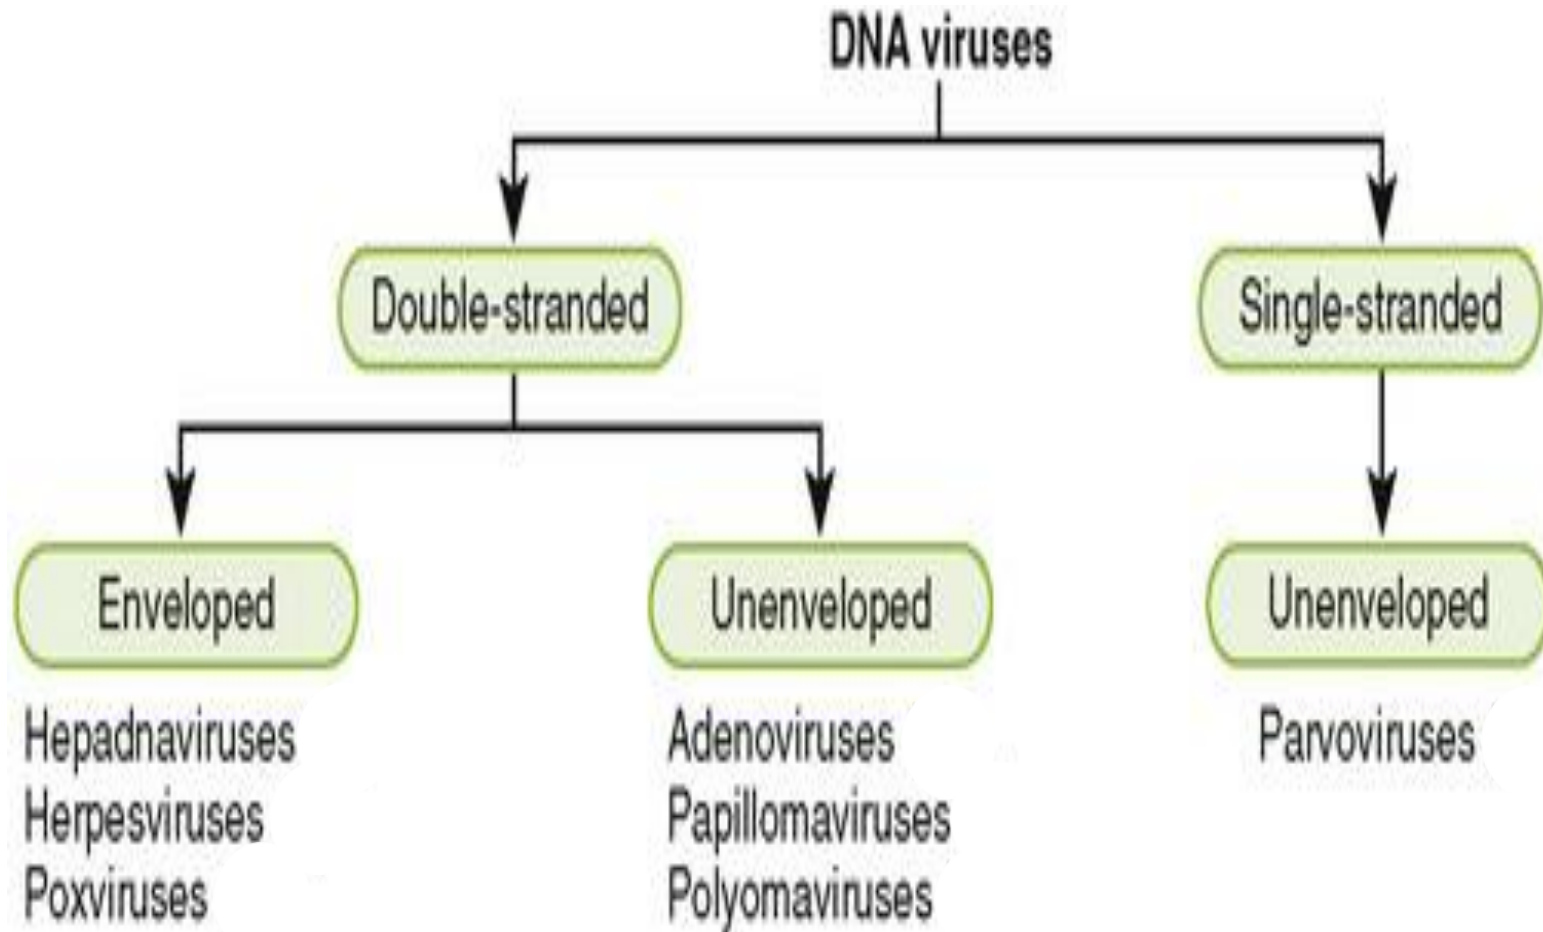 DNA viruses
Double-stranded
Single-stranded
Enveloped
Unenveloped
Unenveloped
Hepadnaviruses
Herpesviruses
Poxviruses
Adenoviruses
Papillomaviruses
Polyomaviruses
Parvoviruses